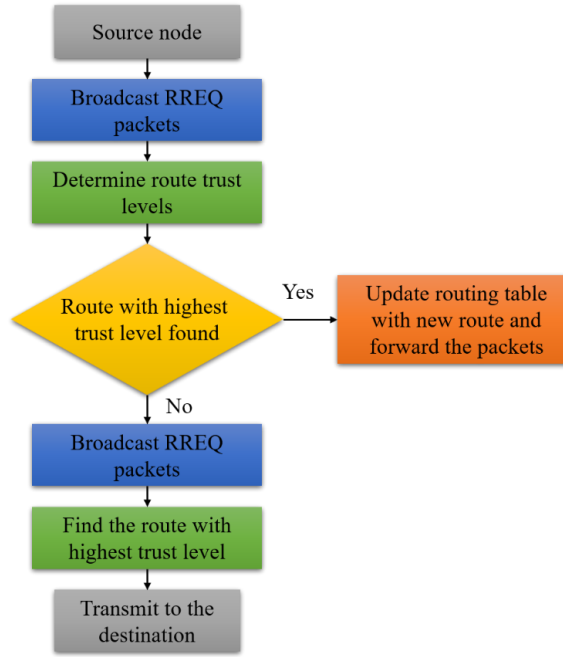 Source node
Broadcast RREQ
packets
Determine route trust
levels
Route with highest
trust level found
Yes
Update routing table
with new route and
forward the packets
No
Broadcast RREQ
packets
Find the route with
highest trust level
Transmit to the
destination